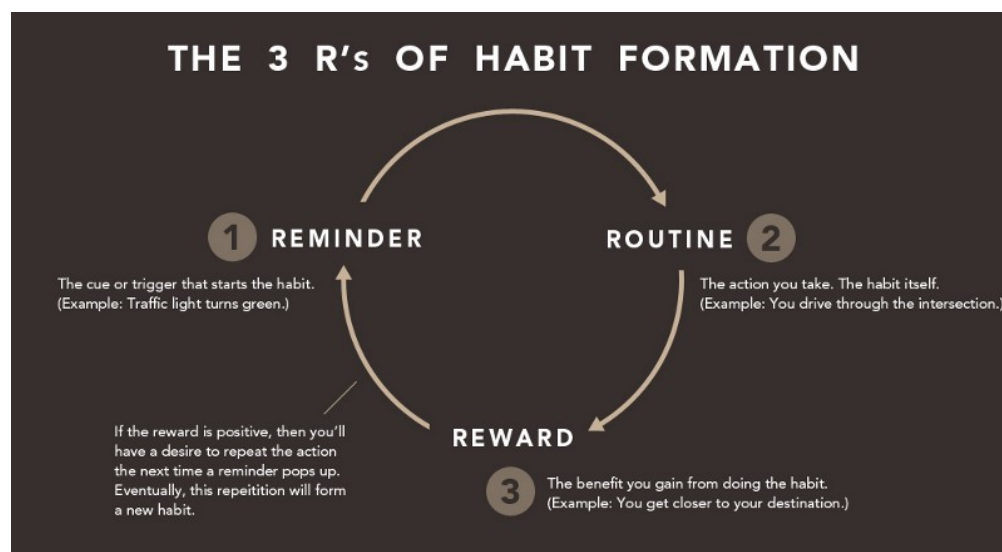 THE 3 R's OF HABIT FORMATION
1 REMINDER
The cue or trigger that starts the habit.
(Example: Traffic light turns green.)
ROUTINE 2
The action you take. The habit itself.
(Example: You drive through the intersection.)
REWARD
3
The benefit you gain from doing the habit.
(Example: You get closer to your destination.)
If the reward is positive, then you'll
have a desire to repeat the action
the next time a reminder pops up.
Eventually, this repeitition will form
a new habit.